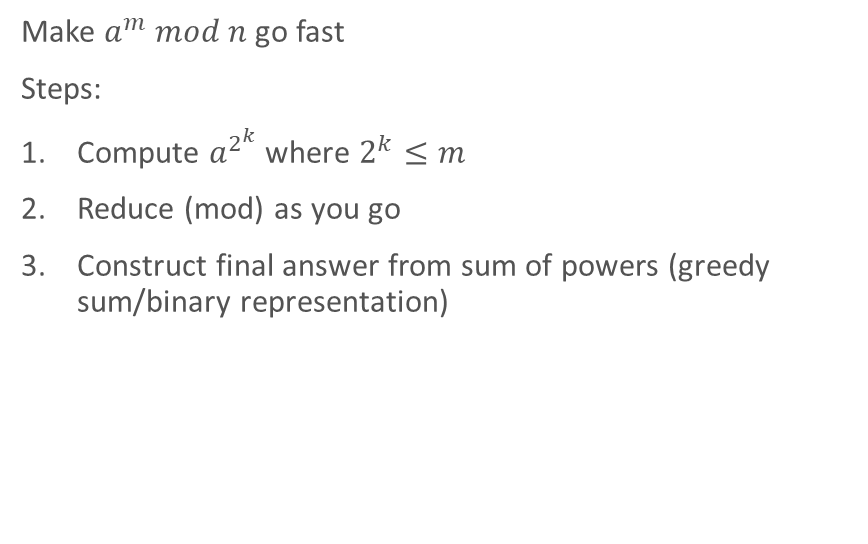 Make 𝑎ᵐ 𝑚𝑜𝑑 𝑛 go fast
Steps:
1. Compute 𝑎^{2^𝑘} where 2^𝑘 ≤ 𝑚
2. Reduce (mod) as you go
3. Construct final answer from sum of powers (greedy
sum/binary representation)